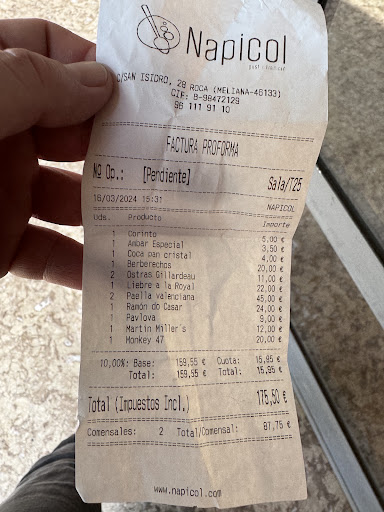 Napicol
C/SAN ISIDRO, 28 ROCA (MELIANA-46133)
CIF: B-98472129
96 111 91 10
FACTURA PROFORMA
Nº Op.: [Pendiente] Sala/T25
16/03/2024 15:31 NAPICOL
Uds. Producto Importe
1 Corinto 5,00 €
1 Ambar Especial 3,50 €
1 Coca pan cristal 4,00 €
1 Berberechos 20,00 €
2 Ostras Gillardeau 11,00 €
1 Liebre a la Royal 22,00 €
2 Paella valenciana 45,00 €
1 Ramón do Casar 24,00 €
1 Pavlova 9,00 €
1 Martin Miller's 12,00 €
1 Monkey 47 20,00 €
10,00%: Base: 159,55 € Cuota: 15,95 €
Total: 159,55 € Total: 15,95 €
Total (Impuestos Incl.) 175,50 €
Comensales: 2 Total/Comensal: 87,75 €
www.napicol.com